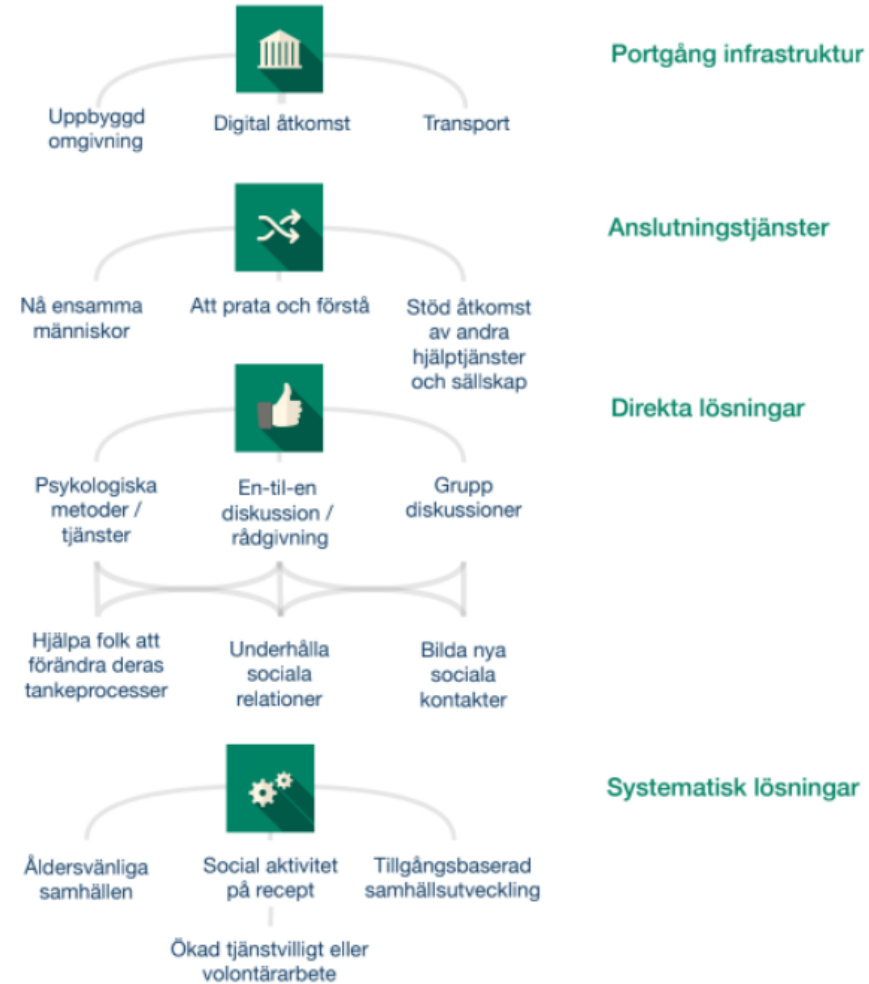 Portgång infrastruktur
Uppbyggd
omgivning
Digital åtkomst
Transport
Anslutningstjänster
Nå ensamma
människor
Att prata och förstå
Stöd åtkomst
av andra
hjälptjänster
och sällskap
Direkta lösningar
Psykologiska
metoder /
tjänster
En-til-en
diskussion /
rådgivning
Grupp
diskussioner
Hjälpa folk att
förändra deras
tankeprocesser
Underhålla
sociala
relationer
Bilda nya
sociala
kontakter
Systematisk lösningar
Åldersvänliga
samhällen
Social aktivitet
på recept
Tillgångsbaserad
samhällsutveckling
Ökad tjänstvilligt eller
volontärarbete